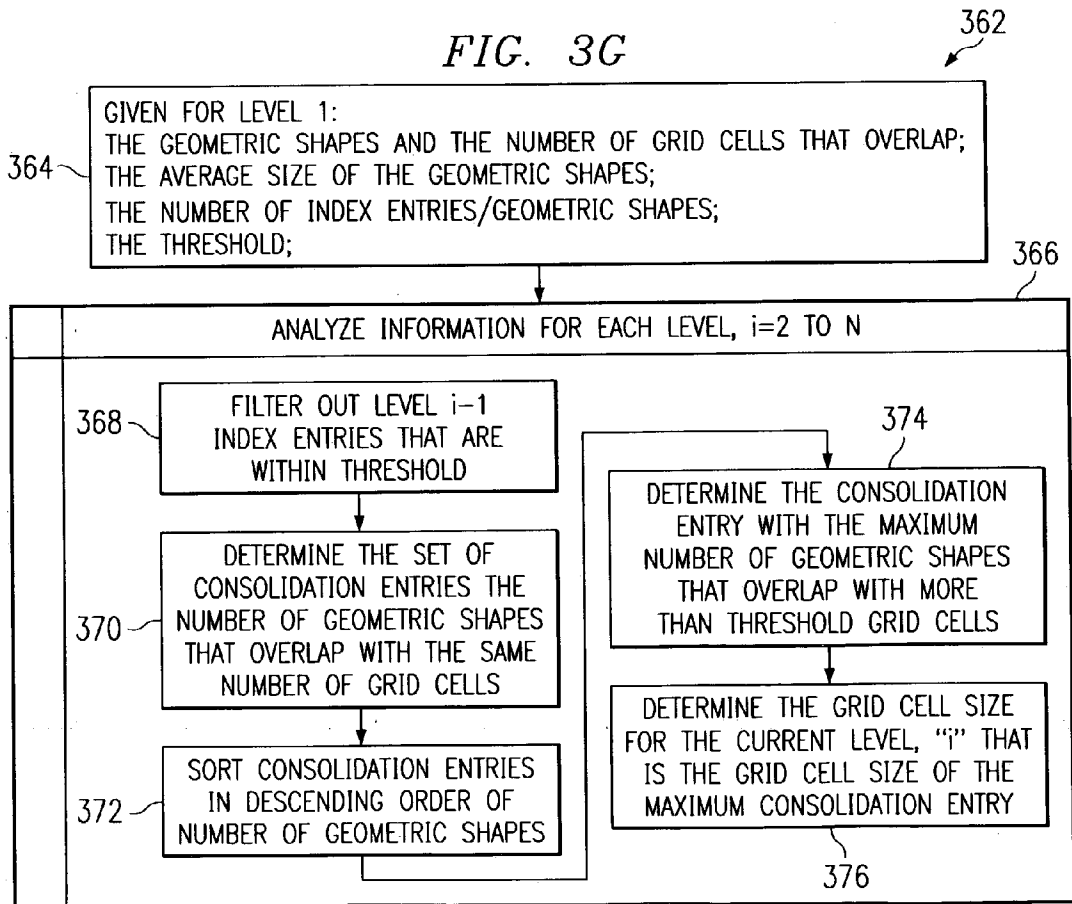 FIG. 3G
362
GIVEN FOR LEVEL 1:
THE GEOMETRIC SHAPES AND THE NUMBER OF GRID CELLS THAT OVERLAP;
THE AVERAGE SIZE OF THE GEOMETRIC SHAPES;
THE NUMBER OF INDEX ENTRIES/GEOMETRIC SHAPES;
THE THRESHOLD;
364
366
ANALYZE INFORMATION FOR EACH LEVEL, i=2 TO N
368
FILTER OUT LEVEL i-1
INDEX ENTRIES THAT ARE
WITHIN THRESHOLD
370
DETERMINE THE SET OF
CONSOLIDATION ENTRIES THE
NUMBER OF GEOMETRIC SHAPES
THAT OVERLAP WITH THE SAME
NUMBER OF GRID CELLS
372
SORT CONSOLIDATION ENTRIES
IN DESCENDING ORDER OF
NUMBER OF GEOMETRIC SHAPES
374
DETERMINE THE CONSOLIDATION
ENTRY WITH THE MAXIMUM
NUMBER OF GEOMETRIC SHAPES
THAT OVERLAP WITH MORE
THAN THRESHOLD GRID CELLS
DETERMINE THE GRID CELL SIZE
FOR THE CURRENT LEVEL, "i" THAT
IS THE GRID CELL SIZE OF THE
MAXIMUM CONSOLIDATION ENTRY
376